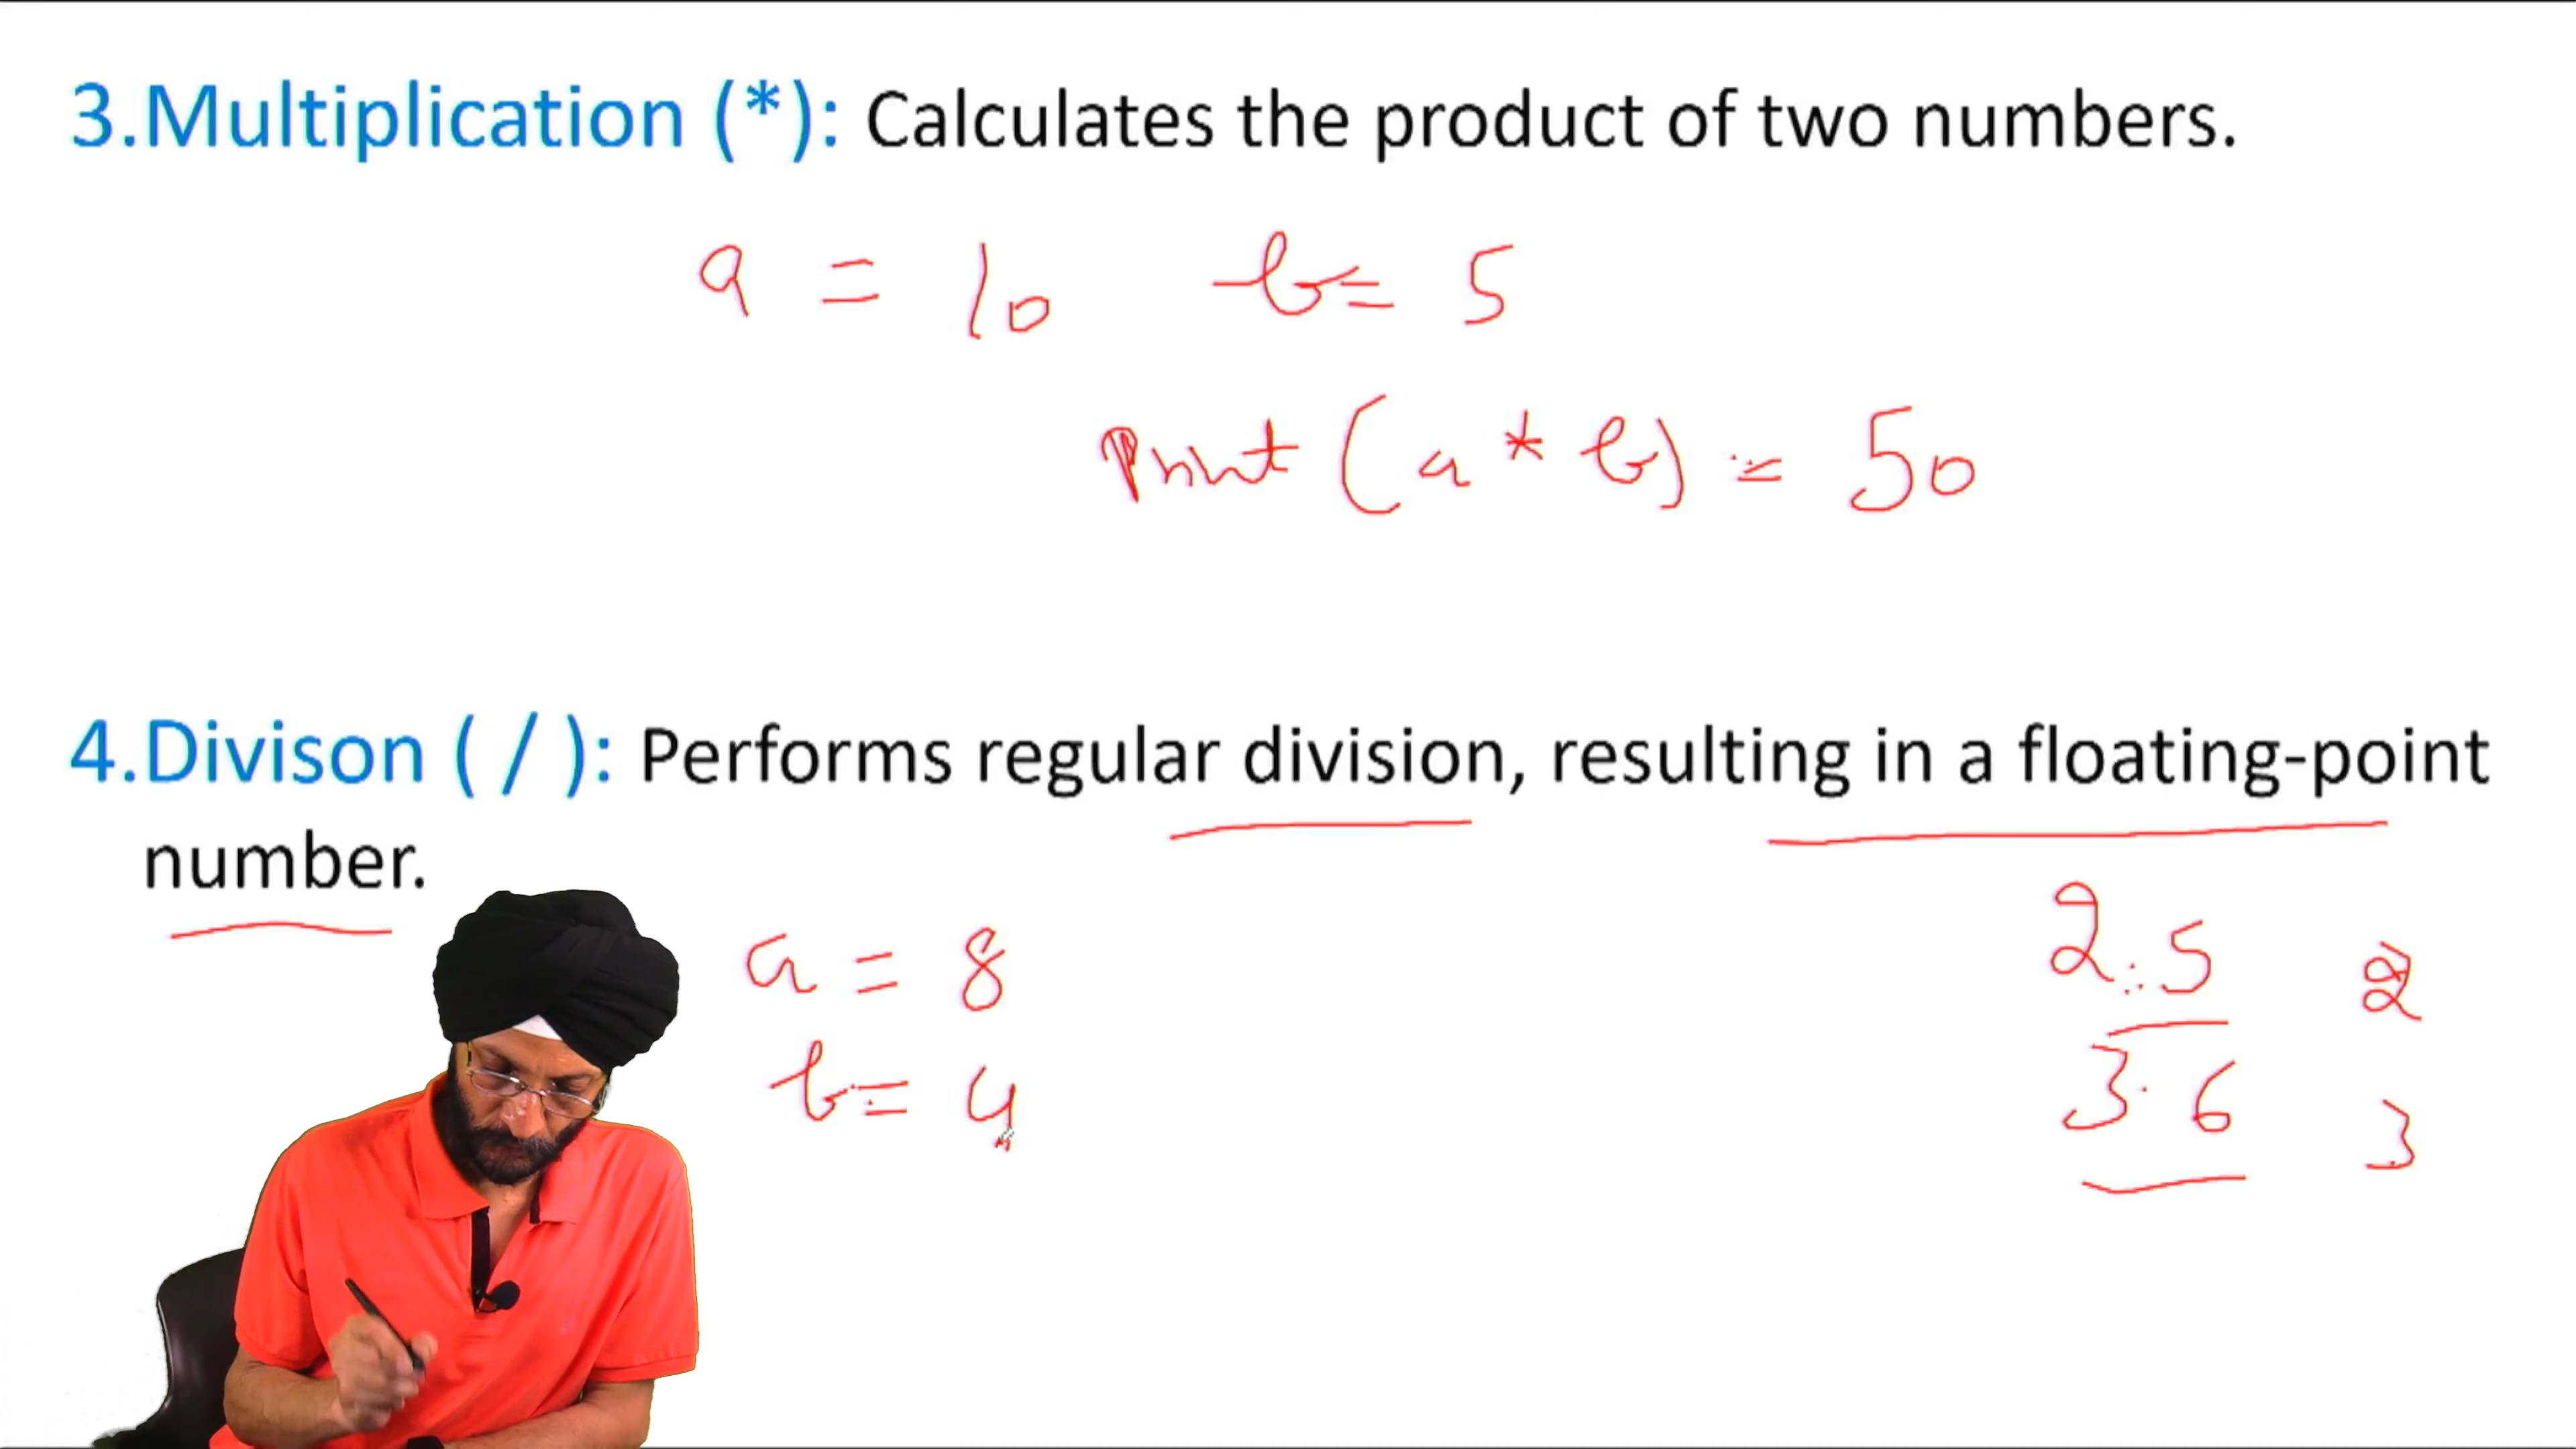 3.Multiplication (*): Calculates the product of two numbers.
a = 10 b= 5
Print (a * b) = 50
4.Divison ( / ): Performs regular division, resulting in a floating-point
number.
a = 8
b= 4
2.5 2
3.6 3